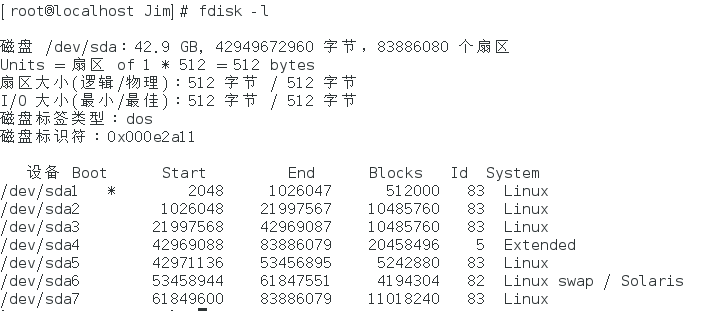 [root@localhost Jim]# fdisk -l
磁盘 /dev/sda：42.9 GB, 42949672960 字节，83886080 个扇区
Units = 扇区 of 1 * 512 = 512 bytes
扇区大小(逻辑/物理)：512 字节 / 512 字节
I/O 大小(最小/最佳)：512 字节 / 512 字节
磁盘标签类型：dos
磁盘标识符：0x000e2a11
设备 Boot Start End Blocks Id System
/dev/sda1 * 2048 1026047 512000 83 Linux
/dev/sda2 1026048 21997567 10485760 83 Linux
/dev/sda3 21997568 42969087 10485760 83 Linux
/dev/sda4 42969088 83886079 20458496 5 Extended
/dev/sda5 42971136 53456895 5242880 83 Linux
/dev/sda6 53458944 61847551 4194304 82 Linux swap / Solaris
/dev/sda7 61849600 83886079 11018240 83 Linux